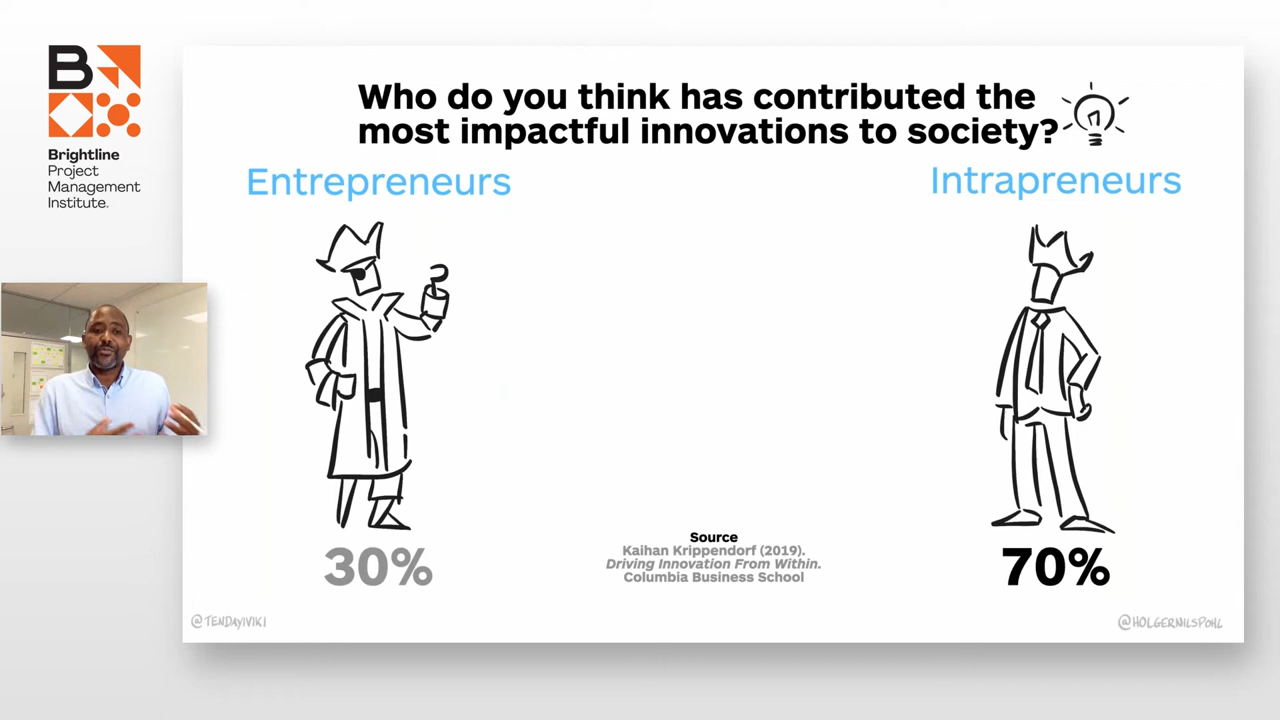 B
Brightline
Project
Management
Institute.
Who do you think has contributed the
most impactful innovations to society?
Entrepreneurs
Intrapreneurs
30%
Source
Kaihan Krippendorf (2019).
Driving Innovation From Within.
Columbia Business School
70%
@TENDAYIVIKI
@HOLGERNILSPOHL